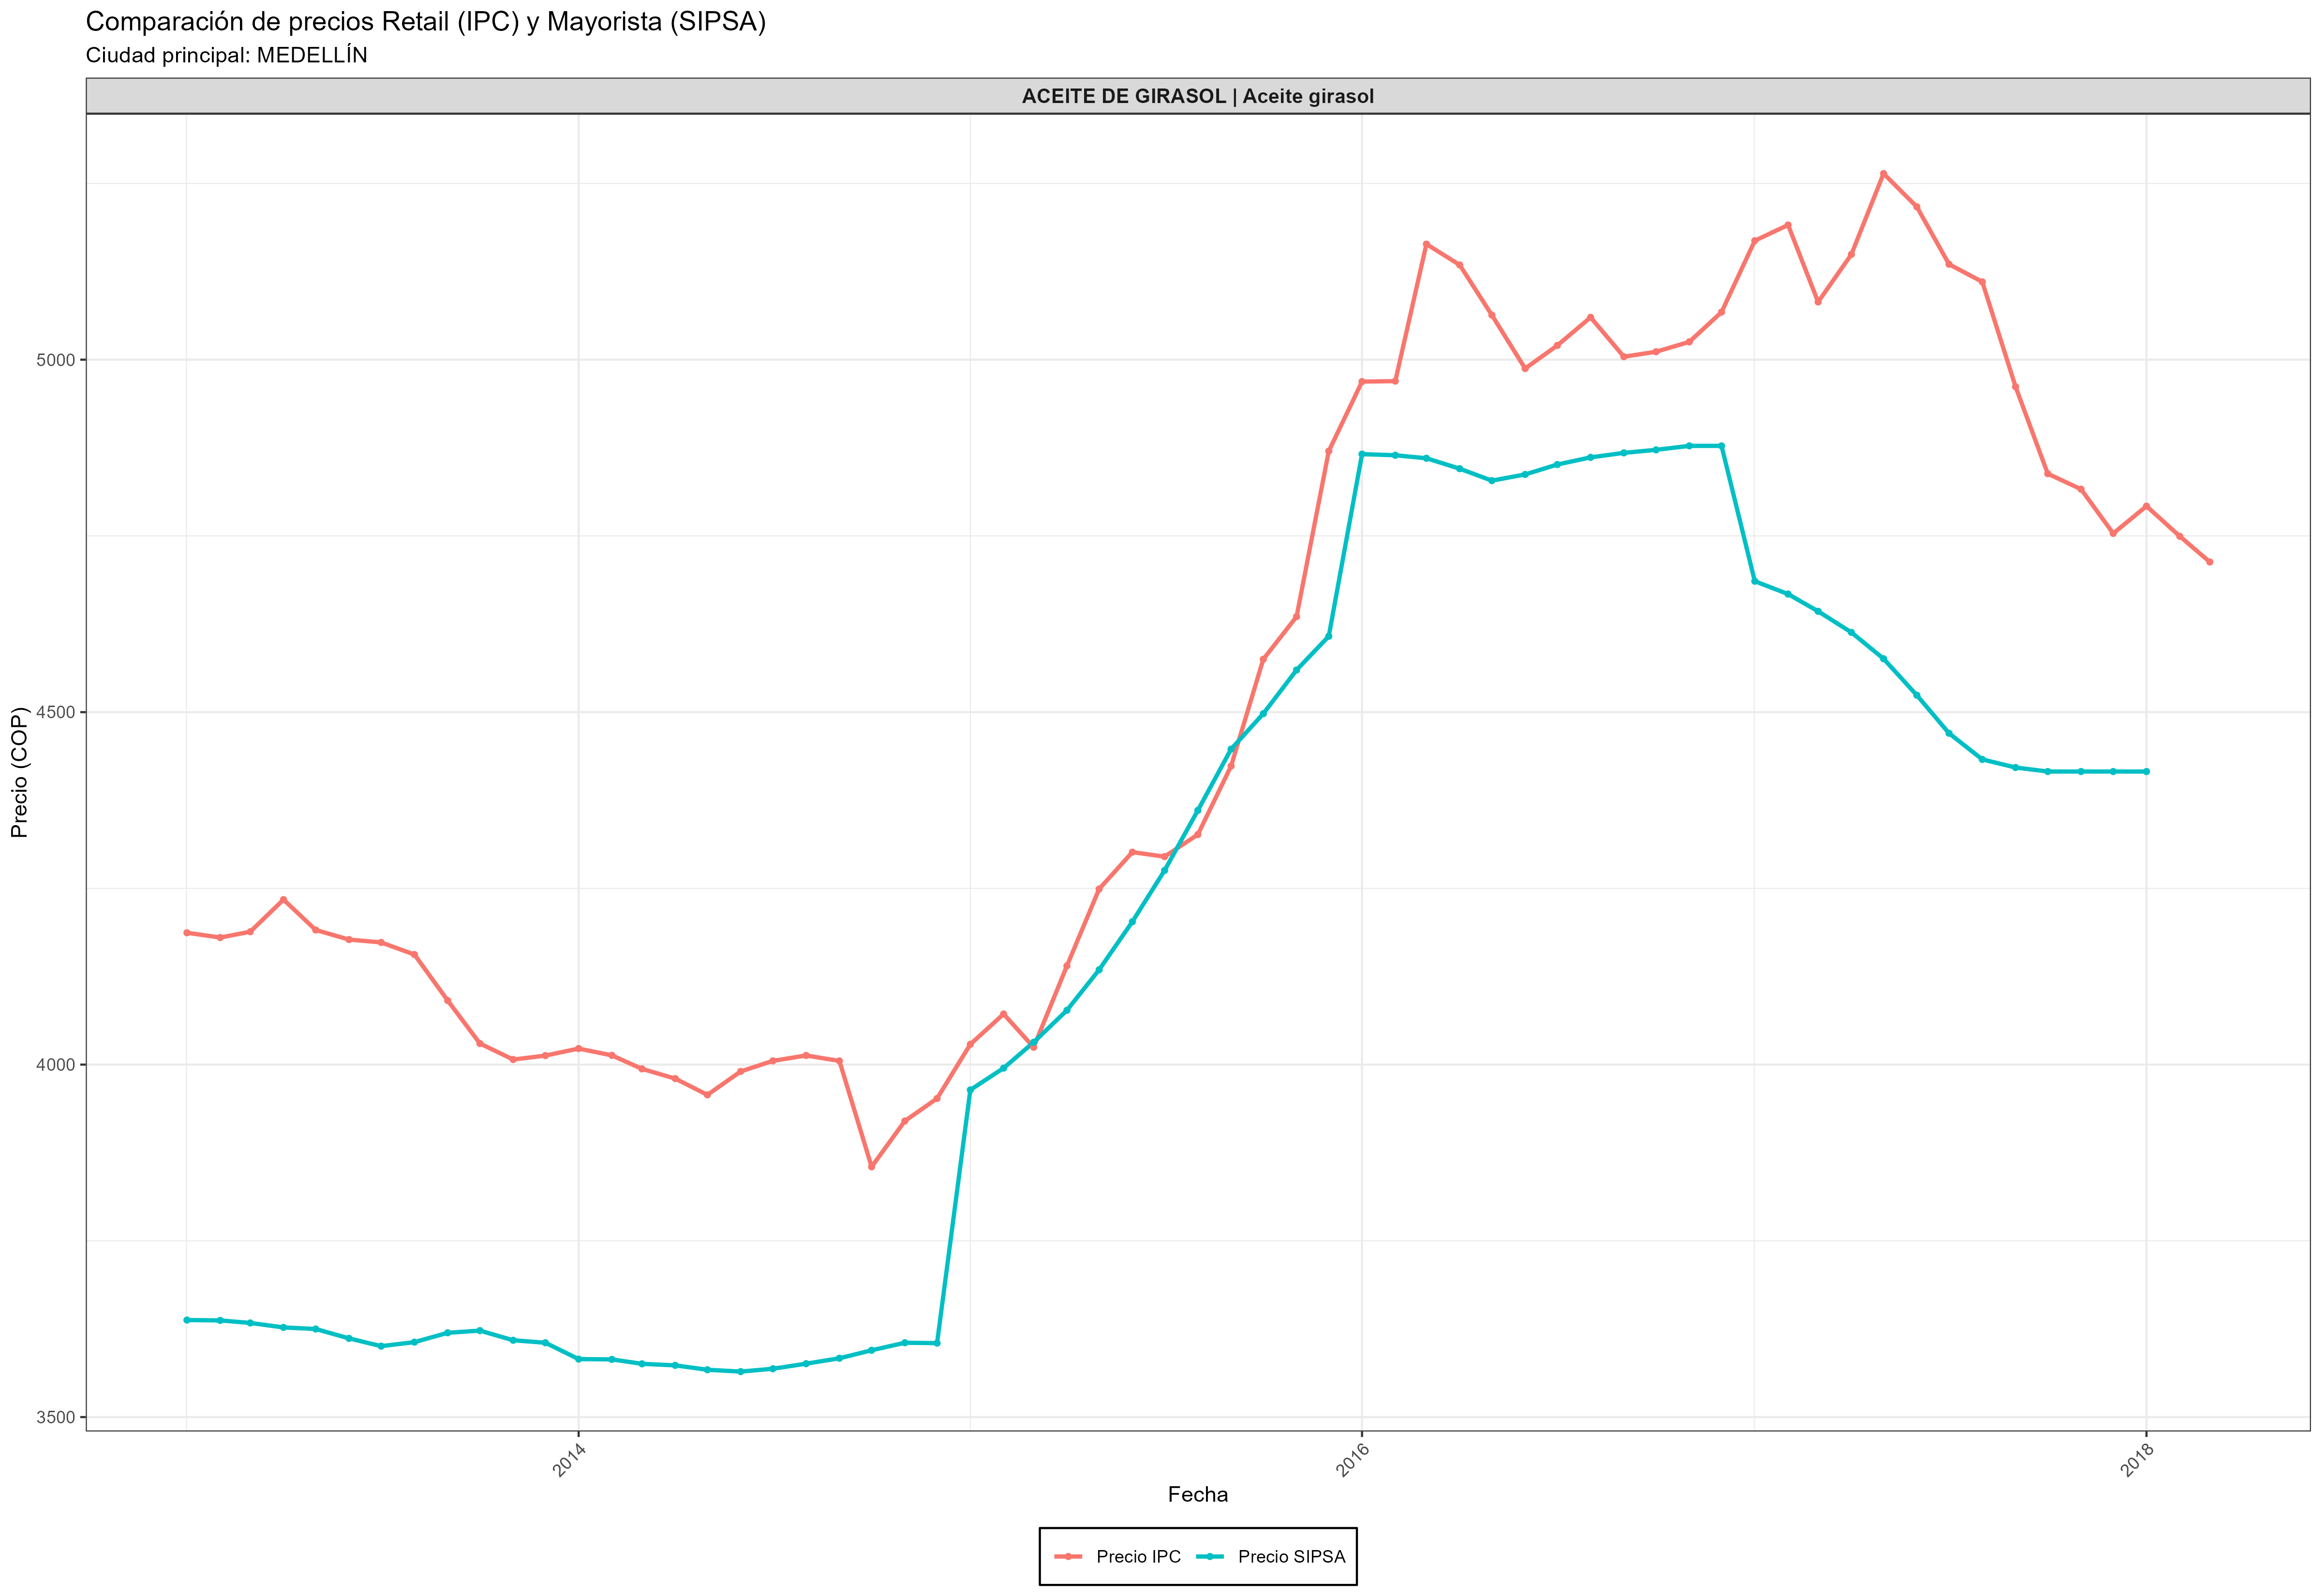 Comparación de precios Retail (IPC) y Mayorista (SIPSA)
Ciudad principal: MEDELLÍN
ACEITE DE GIRASOL | Aceite girasol
Precio (COP)
5000
4500
4000
3500
2014
2016
2018
Fecha
Precio IPC
Precio SIPSA